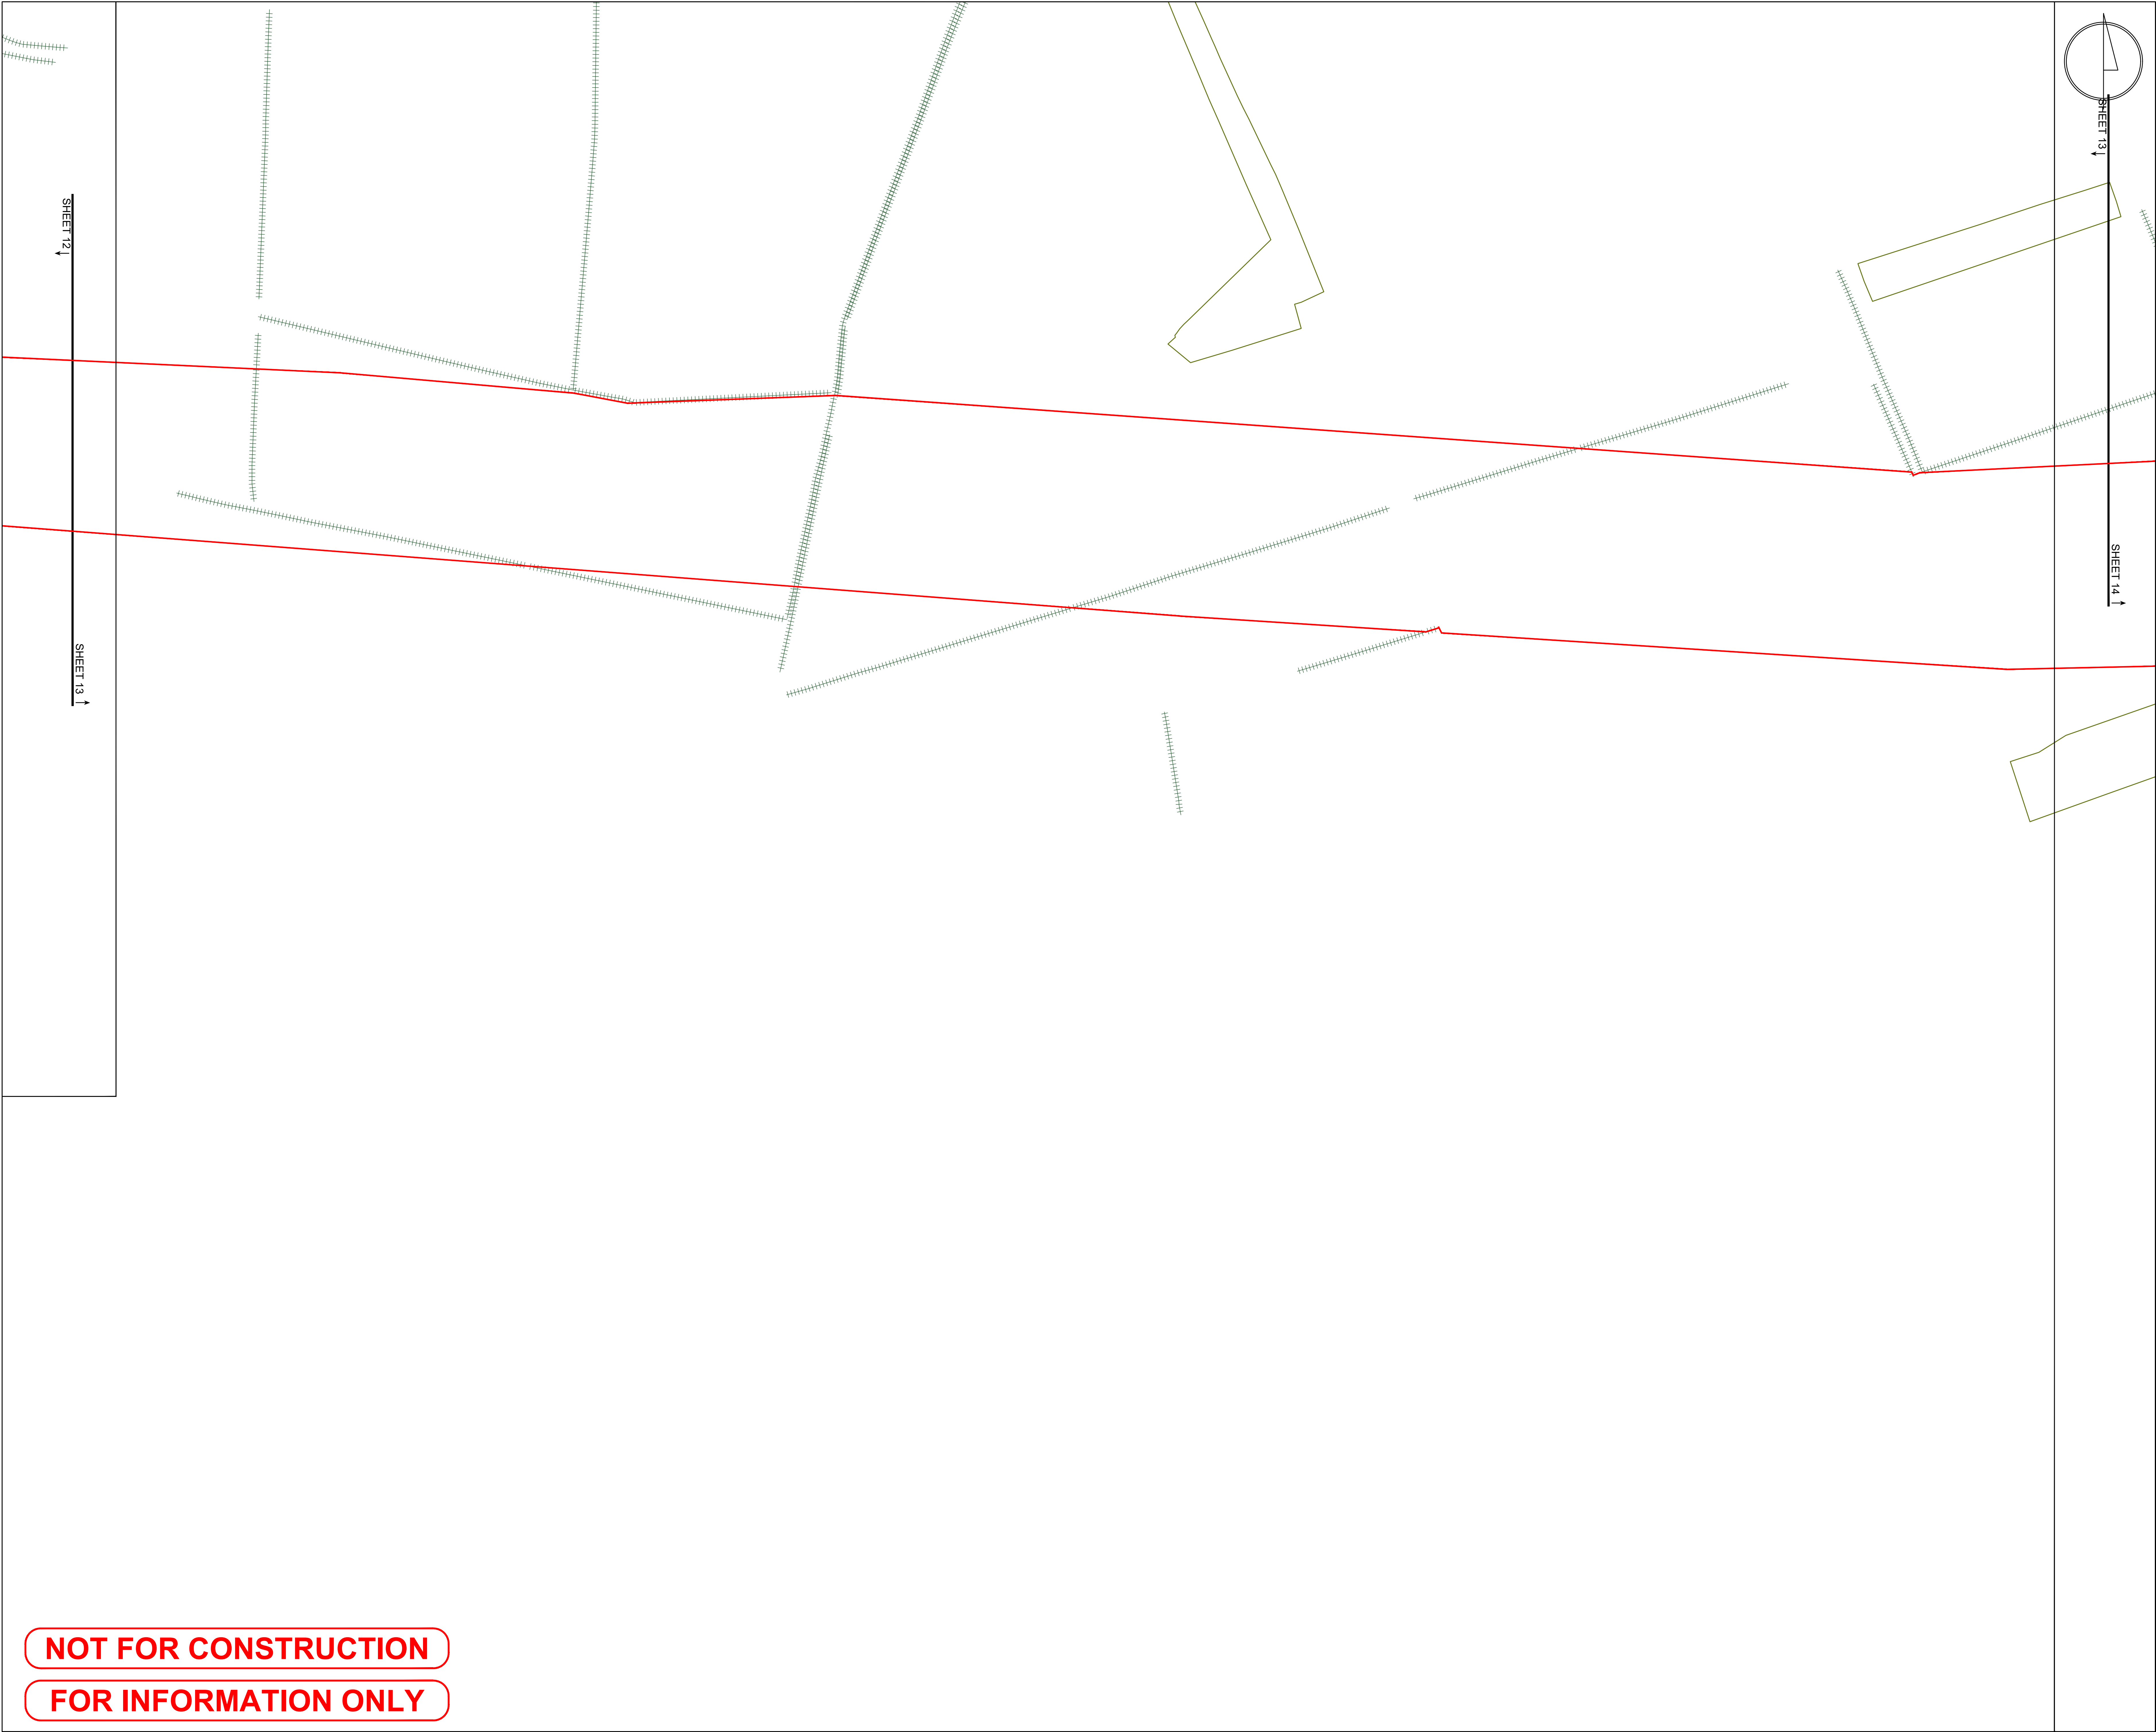 SHEET 12
SHEET 13
SHEET 13
SHEET 14
NOT FOR CONSTRUCTION
FOR INFORMATION ONLY